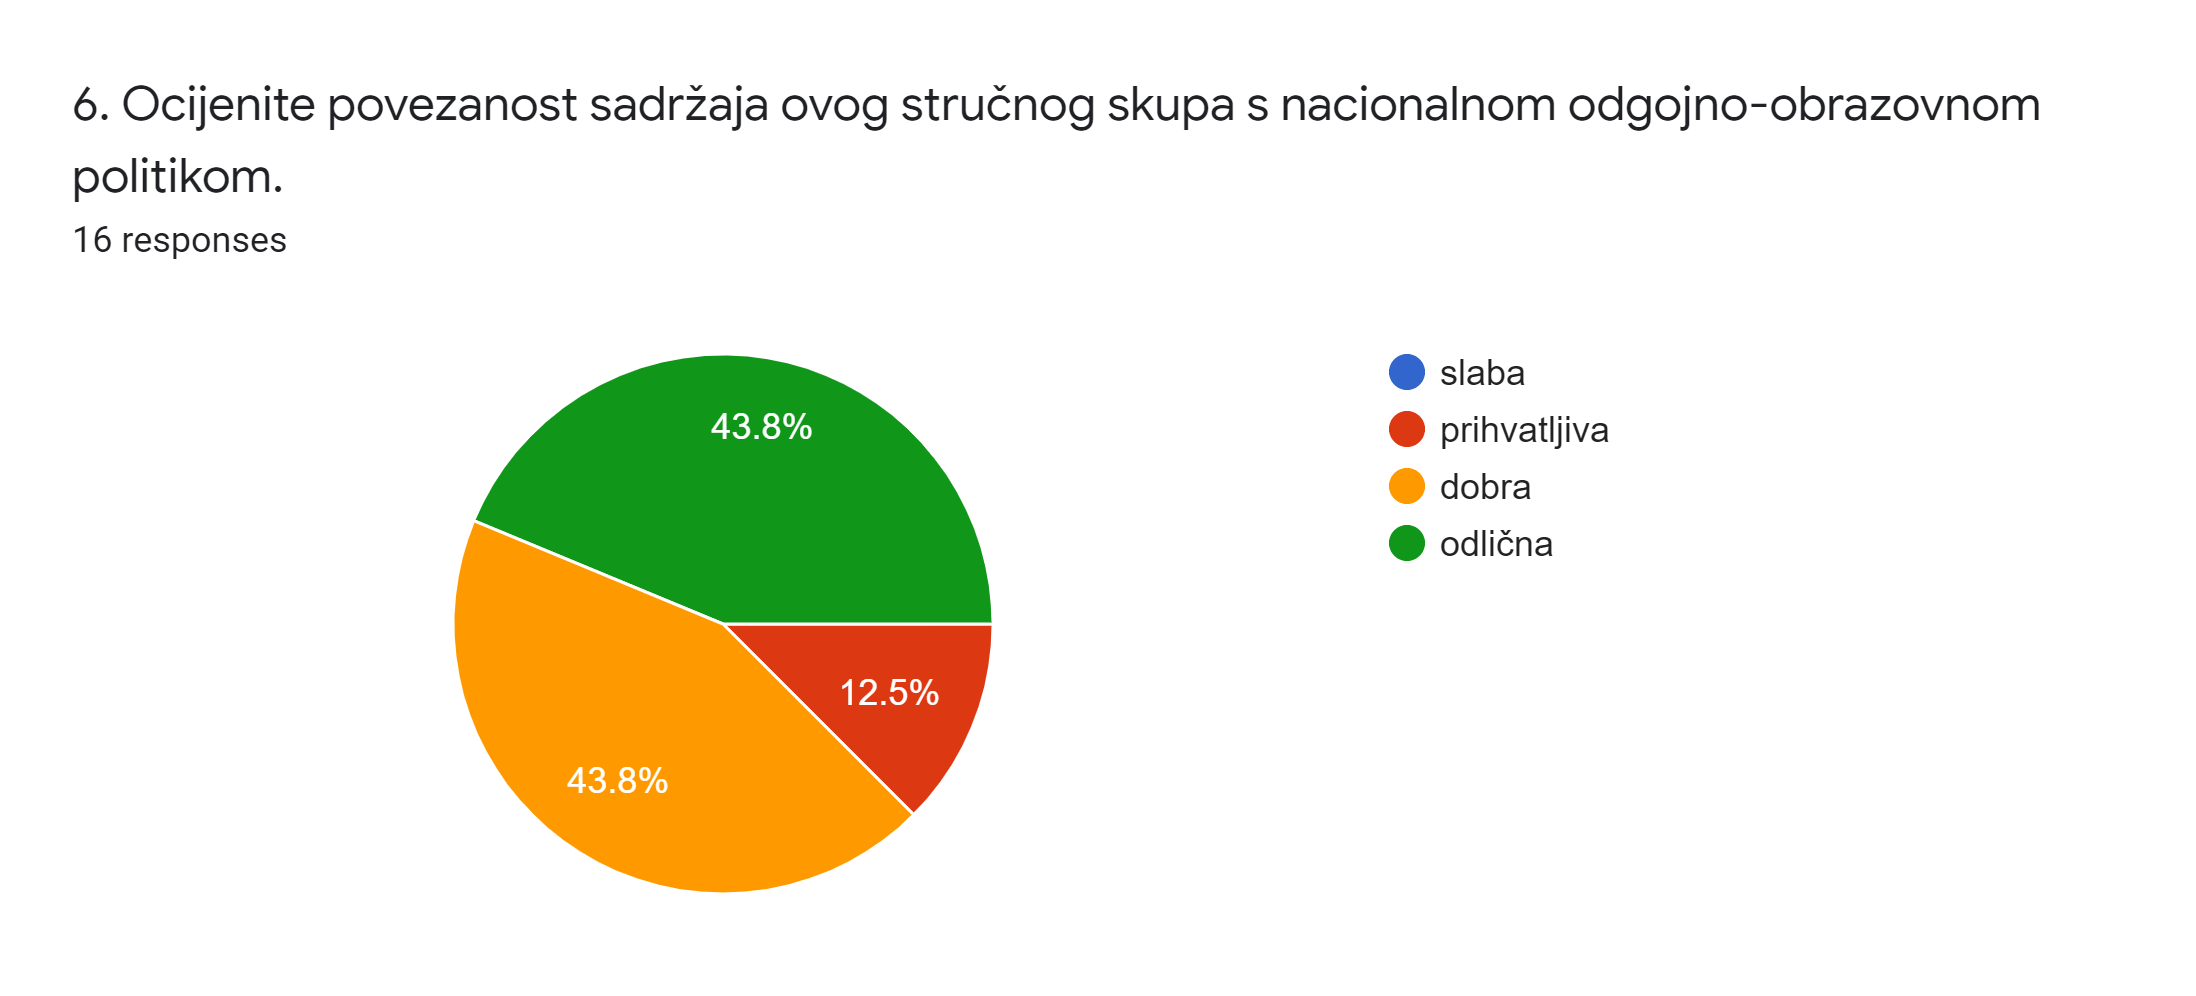 6. Ocijenite povezanost sadržaja ovog stručnog skupa s nacionalnom odgojno-obrazovnom
politikom.
16 responses
slaba
prihvatljiva
dobra
odlična
43.8%
12.5%
43.8%